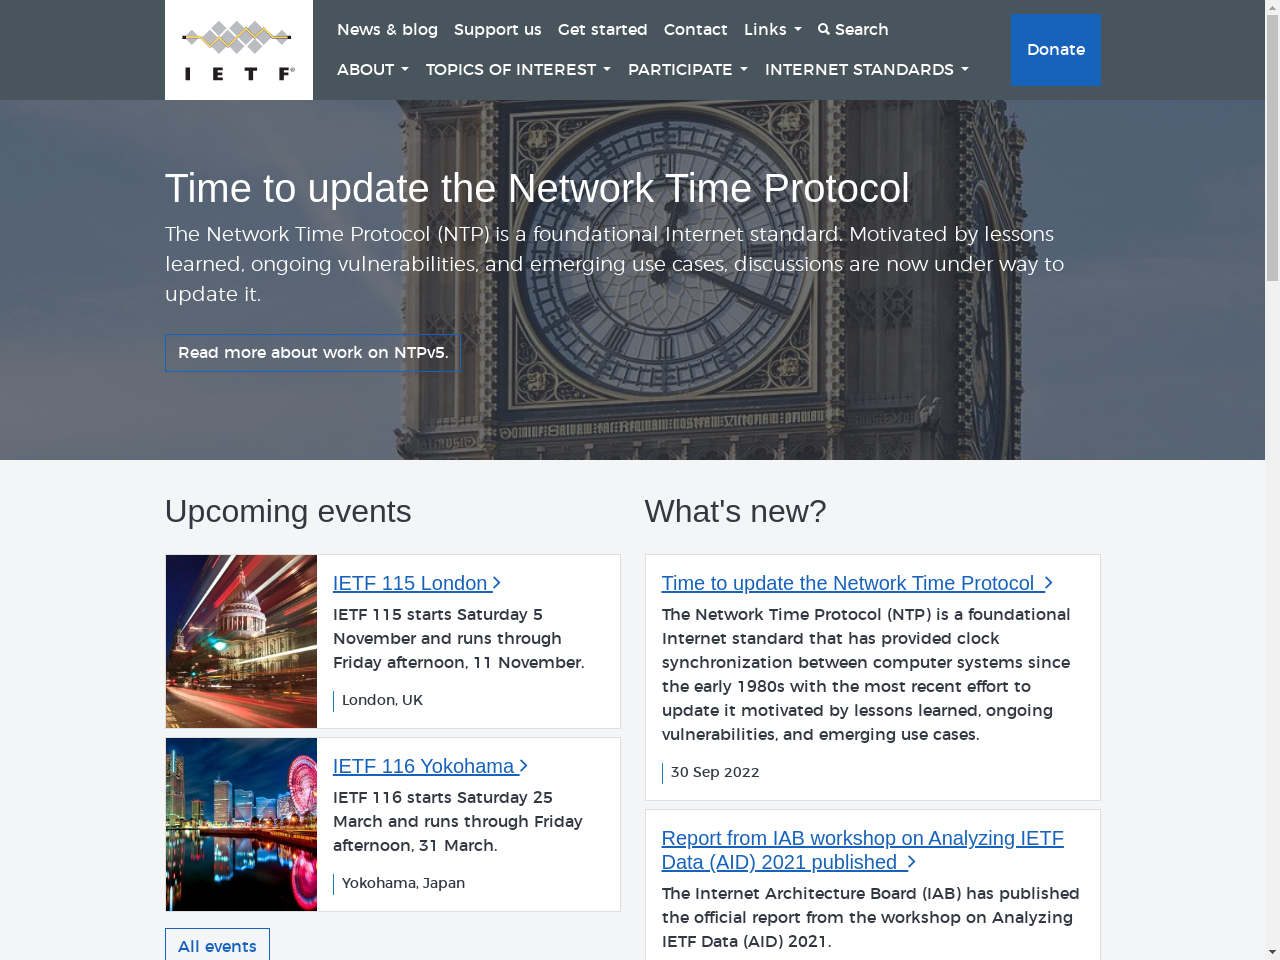 News & blog Support us Get started Contact Links Search
Donate
IETF®
ABOUT TOPICS OF INTEREST PARTICIPATE INTERNET STANDARDS
Time to update the Network Time Protocol
The Network Time Protocol (NTP) is a foundational Internet standard. Motivated by lessons
learned, ongoing vulnerabilities, and emerging use cases, discussions are now under way to
update it.
Read more about work on NTPv5.
Upcoming events
IETF 115 London
IETF 115 starts Saturday 5
November and runs through
Friday afternoon, 11 November.
London, UK
IETF 116 Yokohama
IETF 116 starts Saturday 25
March and runs through Friday
afternoon, 31 March.
Yokohama, Japan
All events
What's new?
Time to update the Network Time Protocol
The Network Time Protocol (NTP) is a foundational
Internet standard that has provided clock
synchronization between computer systems since
the early 1980s with the most recent effort to
update it motivated by lessons learned, ongoing
vulnerabilities, and emerging use cases.
30 Sep 2022
Report from IAB workshop on Analyzing IETF
Data (AID) 2021 published
The Internet Architecture Board (IAB) has published
the official report from the workshop on Analyzing
IETF Data (AID) 2021.